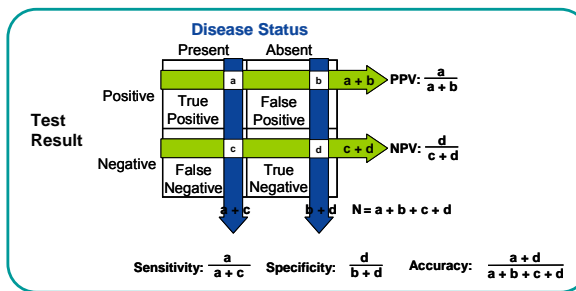 Disease Status
Present Absent
Positive a b a + b PPV: a / a + b
True Positive False Positive
Test Result
Negative c d c + d NPV: d / c + d
False Negative True Negative
a + c b + d N = a + b + c + d
Sensitivity: a / a + c Specificity: d / b + d Accuracy: a + d / a + b + c + d